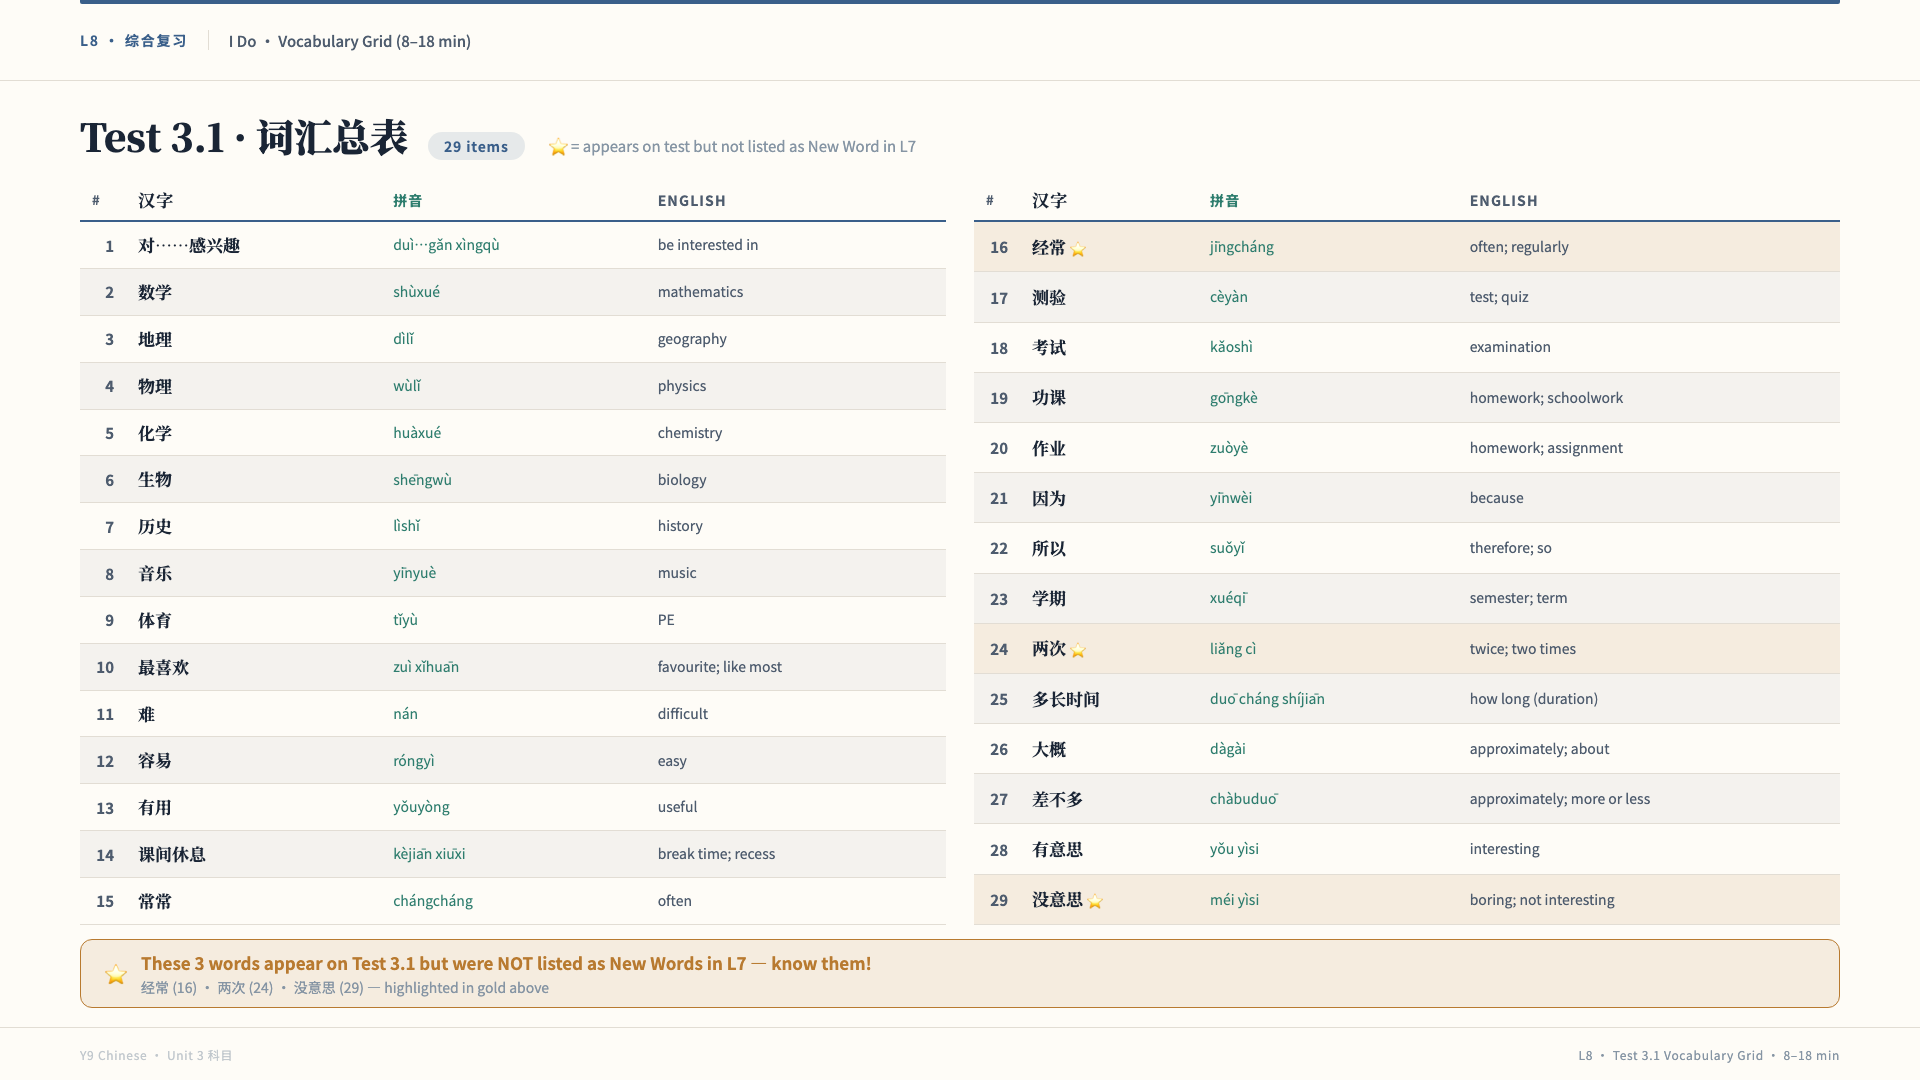 L8 • 综合复习 I Do • Vocabulary Grid (8–18 min)
Test 3.1 · 词汇总表 29 items ⭐ = appears on test but not listed as New Word in L7
# 汉字 拼音 ENGLISH
1 对……感兴趣 duì…gǎn xìngqù be interested in
2 数学 shùxué mathematics
3 地理 dìlǐ geography
4 物理 wùlǐ physics
5 化学 huàxué chemistry
6 生物 shēngwù biology
7 历史 lìshǐ history
8 音乐 yīnyuè music
9 体育 tǐyù PE
10 最喜欢 zuì xǐhuān favourite; like most
11 难 nán difficult
12 容易 róngyì easy
13 有用 yǒuyòng useful
14 课间休息 kèjiān xiūxi break time; recess
15 常常 chángcháng often
# 汉字 拼音 ENGLISH
16 经常 ⭐ jīngcháng often; regularly
17 测验 cèyàn test; quiz
18 考试 kǎoshì examination
19 功课 gōngkè homework; schoolwork
20 作业 zuòyè homework; assignment
21 因为 yīnwèi because
22 所以 suǒyǐ therefore; so
23 学期 xuéqī semester; term
24 两次 ⭐ liǎng cì twice; two times
25 多长时间 duō cháng shíjiān how long (duration)
26 大概 dàgài approximately; about
27 差不多 chàbuduō approximately; more or less
28 有意思 yǒu yìsi interesting
29 没意思 ⭐ méi yìsi boring; not interesting
⭐ These 3 words appear on Test 3.1 but were NOT listed as New Words in L7 — know them!
经常 (16) • 两次 (24) • 没意思 (29) — highlighted in gold above
Y9 Chinese • Unit 3 科目 L8 • Test 3.1 Vocabulary Grid • 8–18 min